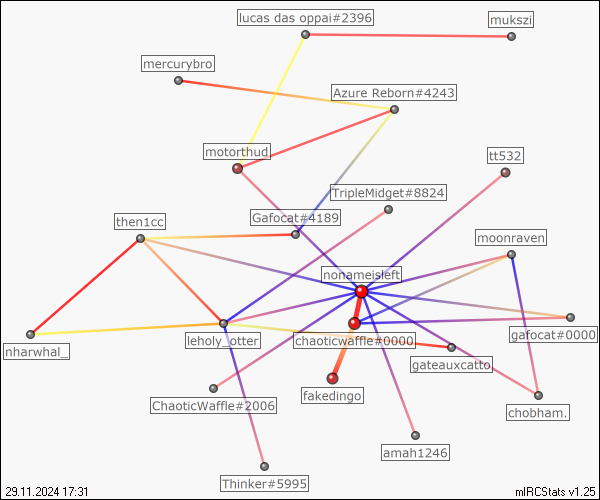 lucas das oppai#2396
mukszi
mercurybro
Azure Reborn#4243
motorthud
tt532
TripleMidget#8824
Gafocat#4189
then1cc
moonraven
nonameisleft
nharwhal_
leholy_otter
chaoticwaffle#0000
gafocat#0000
gateauxcatto
fakedingo
ChaoticWaffle#2006
chobham.
amah1246
Thinker#5995
29.11.2024 17:31
mIRCStats v1.25